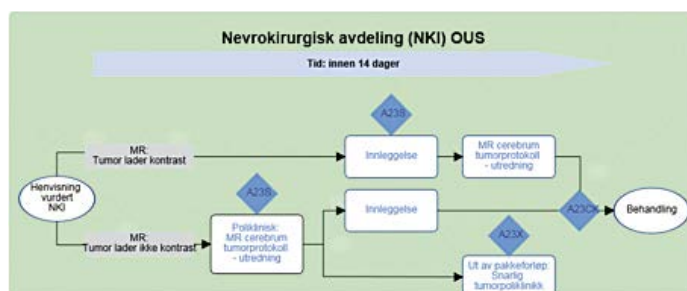 Nevrokirurgisk avdeling (NKI) OUS
Tid: innen 14 dager
A23S
MR:
Tumor lader kontrast
Innleggelse
MR cerebrum
tumorprotokoll
- utredning
Henvisning
vurdert
NKI
A23S
Innleggelse
A23CK
Behandling
MR:
Tumor lader ikke kontrast
Poliklinisk:
MR cerebrum
tumorprotokoll
- utredning
A23X
Ut av pakkeforløp:
Snarlig
tumorpoliklinikk